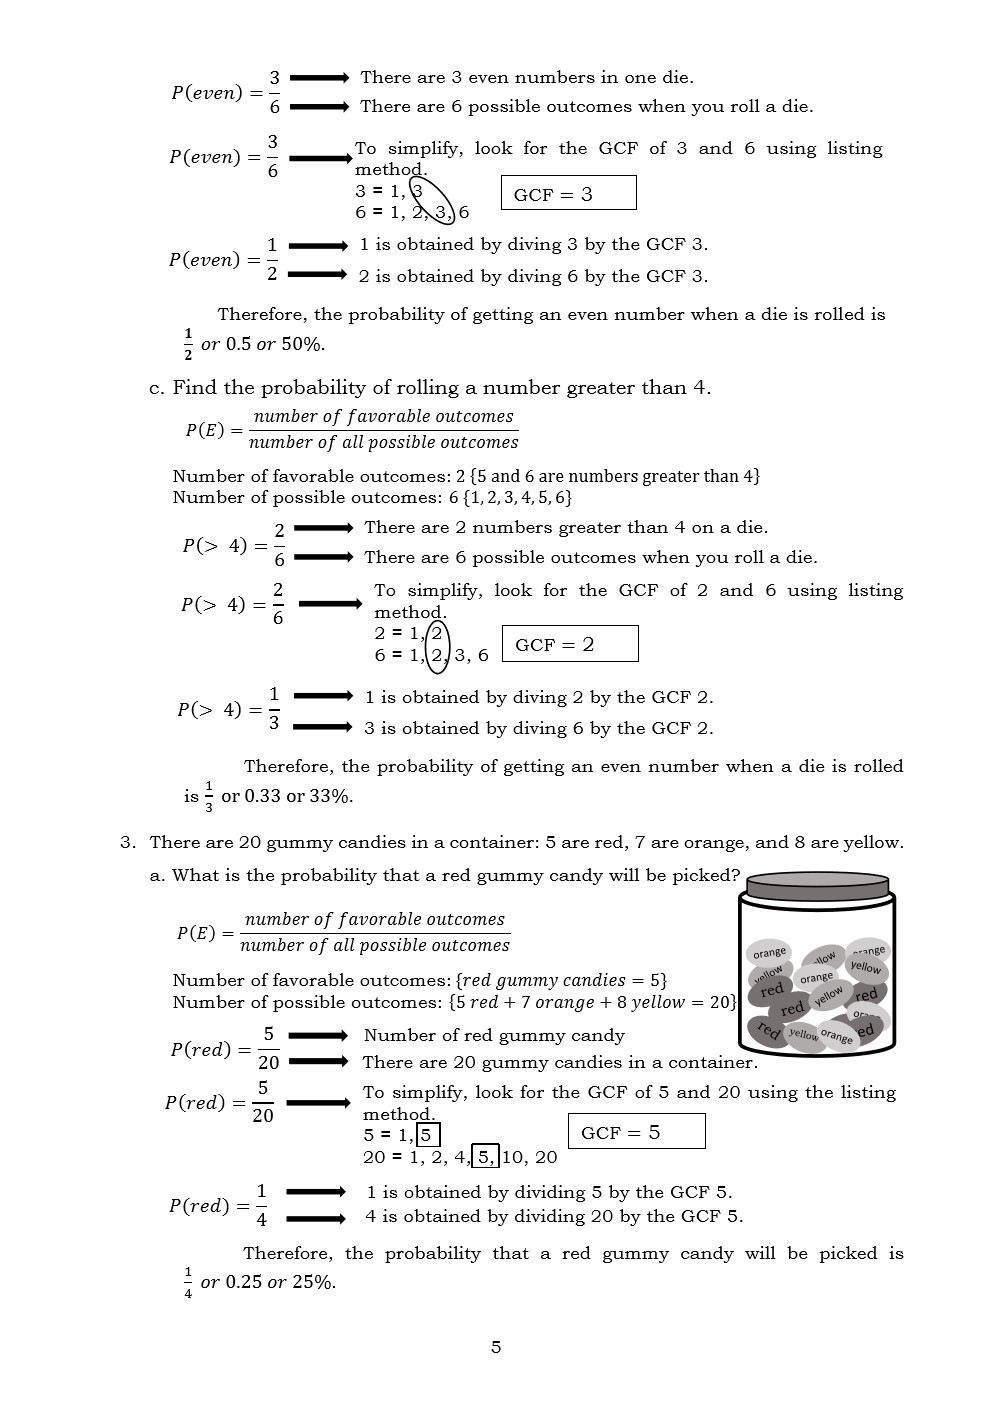 P(even) = 3/6 There are 3 even numbers in one die.
There are 6 possible outcomes when you roll a die.
P(even) = 3/6 To simplify, look for the GCF of 3 and 6 using listing
method.
3 = 1, 3
6 = 1, 2, 3, 6
GCF = 3
P(even) = 1/2 1 is obtained by diving 3 by the GCF 3.
2 is obtained by diving 6 by the GCF 3.
Therefore, the probability of getting an even number when a die is rolled is
1/2 or 0.5 or 50%.
c. Find the probability of rolling a number greater than 4.
P(E) = number of favorable outcomes / number of all possible outcomes
Number of favorable outcomes: 2 {5 and 6 are numbers greater than 4}
Number of possible outcomes: 6 {1, 2, 3, 4, 5, 6}
P(> 4) = 2/6 There are 2 numbers greater than 4 on a die.
There are 6 possible outcomes when you roll a die.
P(> 4) = 2/6 To simplify, look for the GCF of 2 and 6 using listing
method.
2 = 1, 2
6 = 1, 2, 3, 6
GCF = 2
P(> 4) = 1/3 1 is obtained by diving 2 by the GCF 2.
3 is obtained by diving 6 by the GCF 2.
Therefore, the probability of getting an even number when a die is rolled
is 1/3 or 0.33 or 33%.
3. There are 20 gummy candies in a container: 5 are red, 7 are orange, and 8 are yellow.
a. What is the probability that a red gummy candy will be picked?
P(E) = number of favorable outcomes / number of all possible outcomes
Number of favorable outcomes: {red gummy candies = 5}
Number of possible outcomes: {5 red + 7 orange + 8 yellow = 20}
orange
yellow
red
orange
yellow
red
yellow
red
red
yellow
orange
P(red) = 5/20 Number of red gummy candy
There are 20 gummy candies in a container.
P(red) = 5/20 To simplify, look for the GCF of 5 and 20 using the listing
method.
5 = 1, 5
20 = 1, 2, 4, 5, 10, 20
GCF = 5
P(red) = 1/4 1 is obtained by dividing 5 by the GCF 5.
4 is obtained by dividing 20 by the GCF 5.
Therefore, the probability that a red gummy candy will be picked is
1/4 or 0.25 or 25%.
5